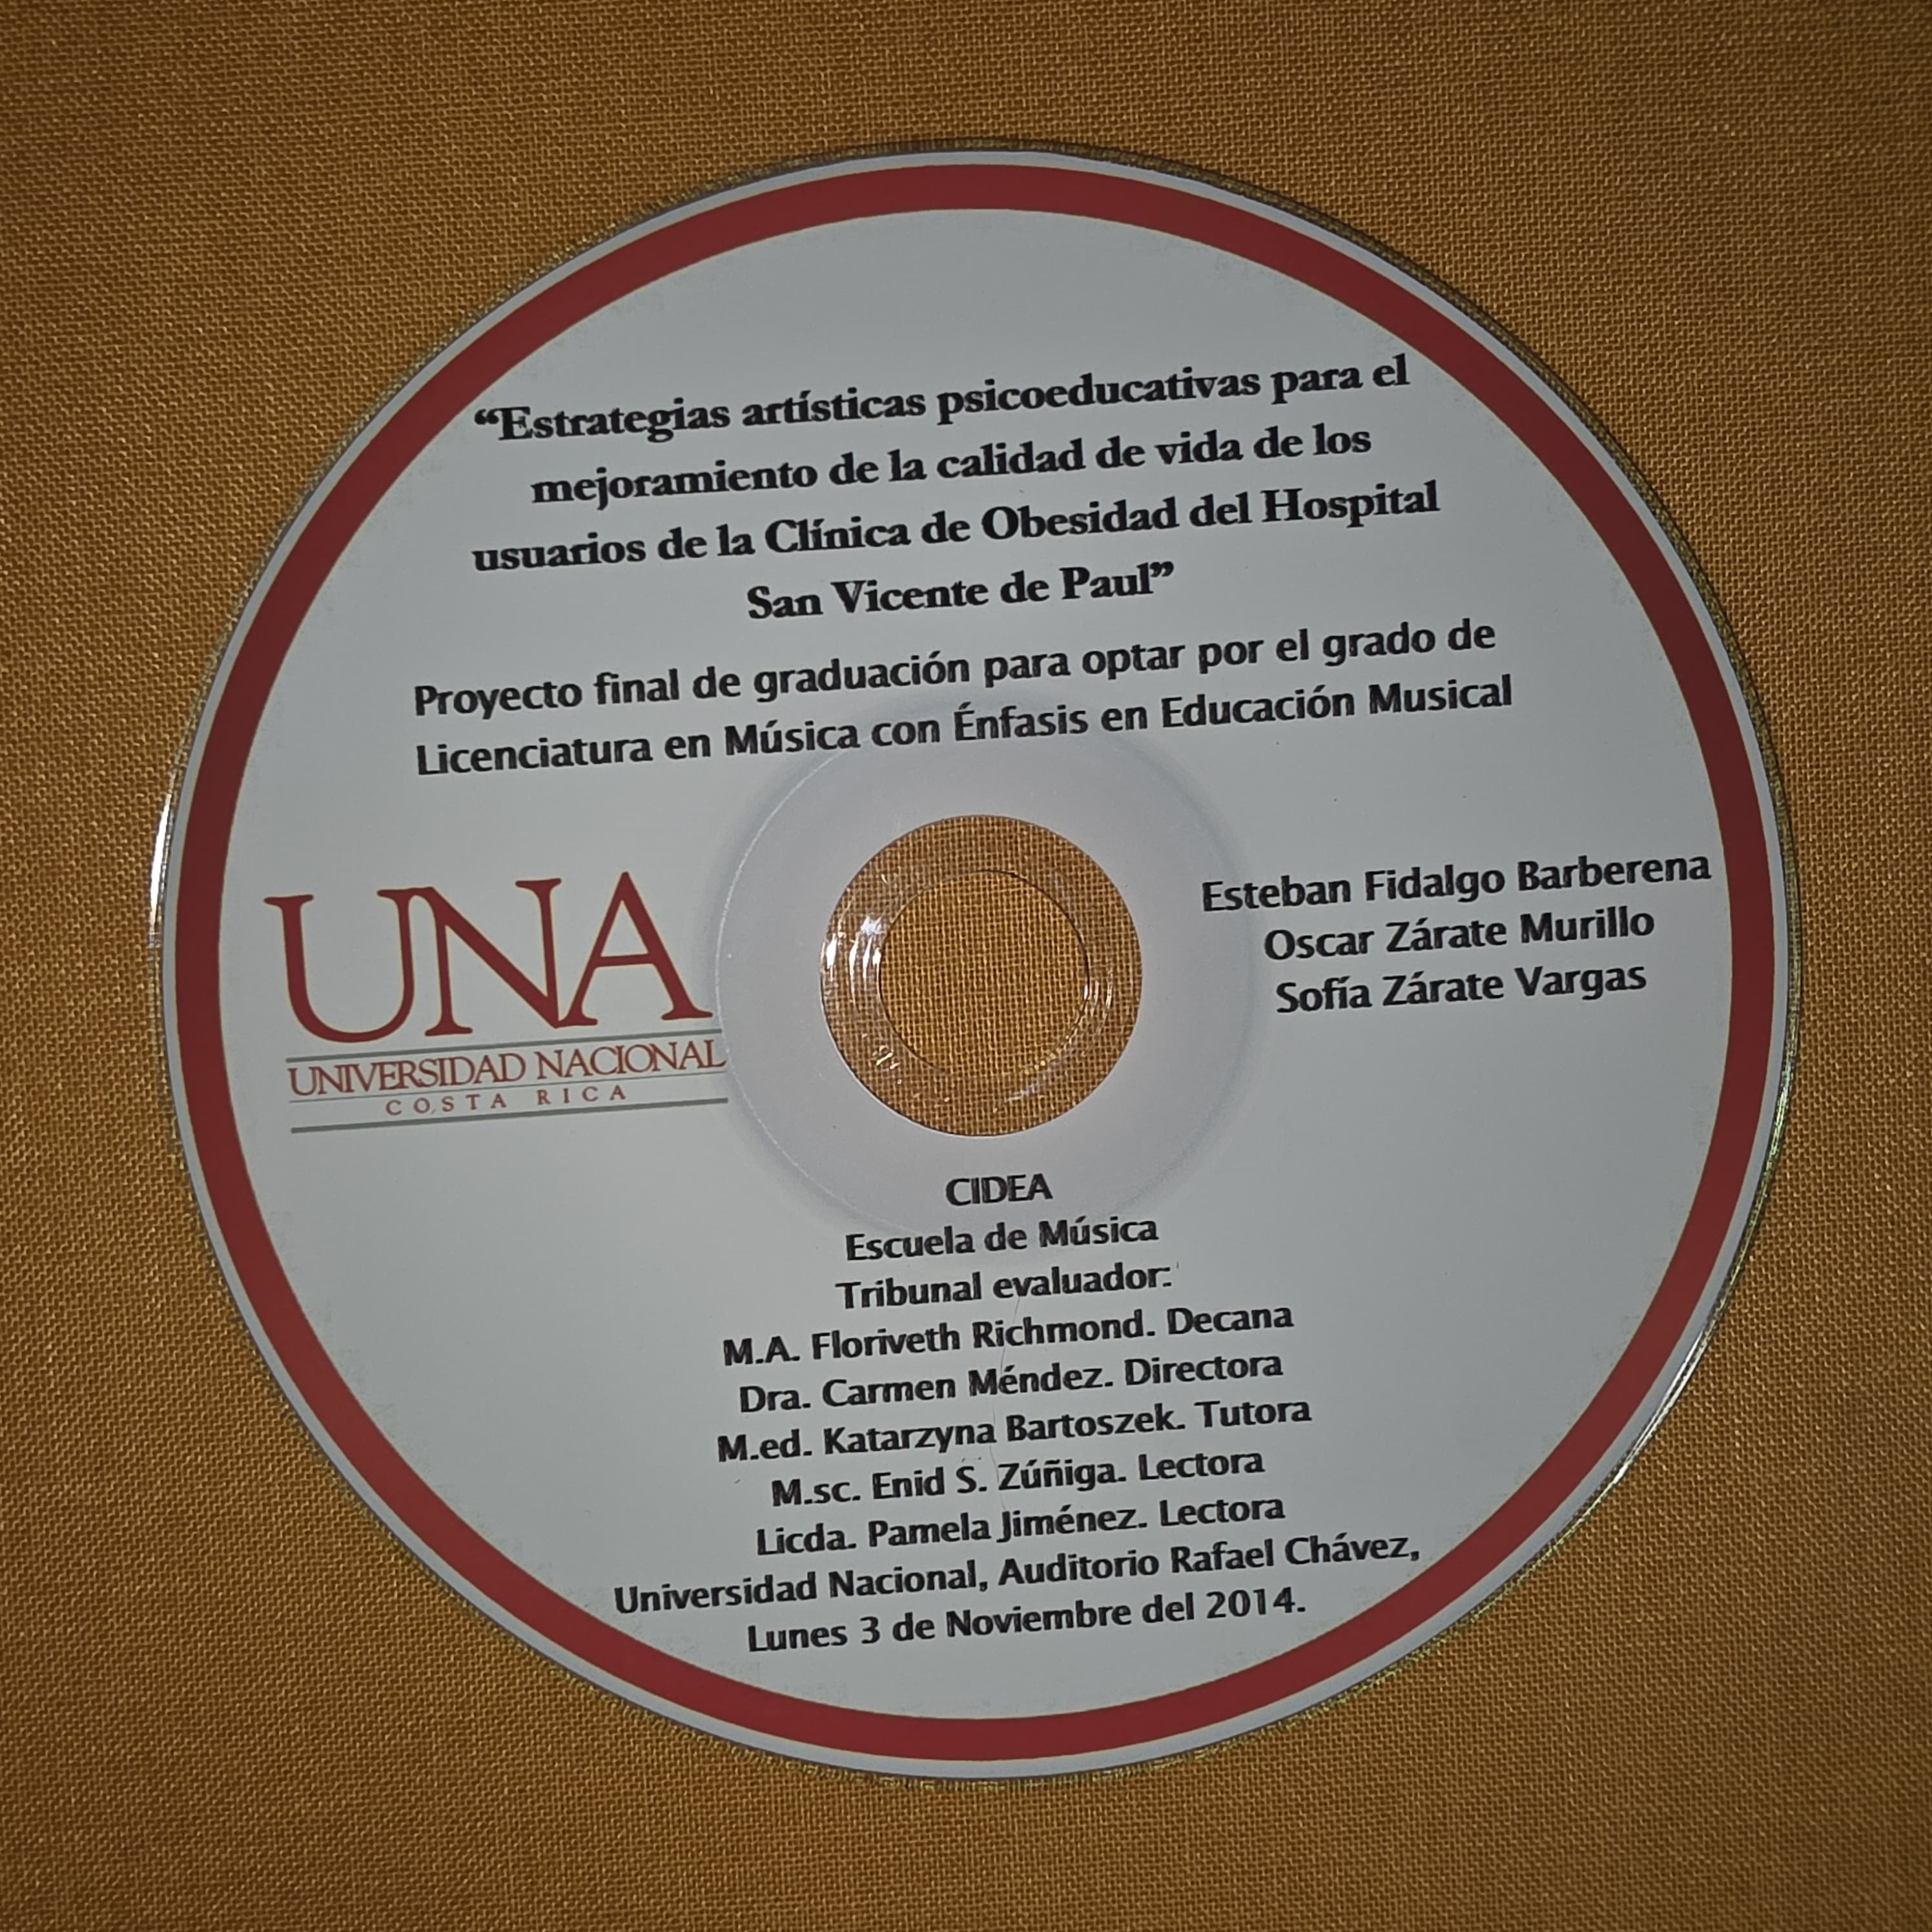 “Estrategias artísticas psicoeducativas para el
mejoramiento de la calidad de vida de los
usuarios de la Clínica de Obesidad del Hospital
San Vicente de Paul”
Proyecto final de graduación para optar por el grado de
Licenciatura en Música con Énfasis en Educación Musical
UNA
UNIVERSIDAD NACIONAL
COSTA RICA
Esteban Fidalgo Barberena
Oscar Zárate Murillo
Sofía Zárate Vargas
CIDEA
Escuela de Música
Tribunal evaluador:
M.A. Floriveth Richmond. Decana
Dra. Carmen Méndez. Directora
M.ed. Katarzyna Bartoszek. Tutora
M.sc. Enid S. Zúñiga. Lectora
Licda. Pamela Jiménez. Lectora
Universidad Nacional, Auditorio Rafael Chávez,
Lunes 3 de Noviembre del 2014.